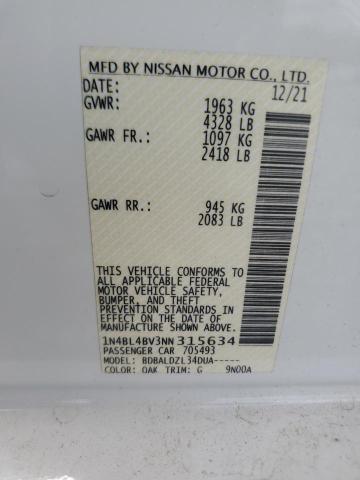 MFD BY NISSAN MOTOR CO., LTD.
DATE: 12/21
GVWR: 1963 KG
4328 LB
GAWR FR.: 1097 KG
2418 LB
GAWR RR.: 945 KG
2083 LB
THIS VEHICLE CONFORMS TO
ALL APPLICABLE FEDERAL
MOTOR VEHICLE SAFETY,
BUMPER, AND THEFT
PREVENTION STANDARDS
IN EFFECT ON THE DATE OF
MANUFACTURE SHOWN ABOVE.
1N4BL4BV3NN315634
PASSENGER CAR 705493
MODEL: BDBALDZL34DUA-----
COLOR: QAK TRIM: G 9N00A